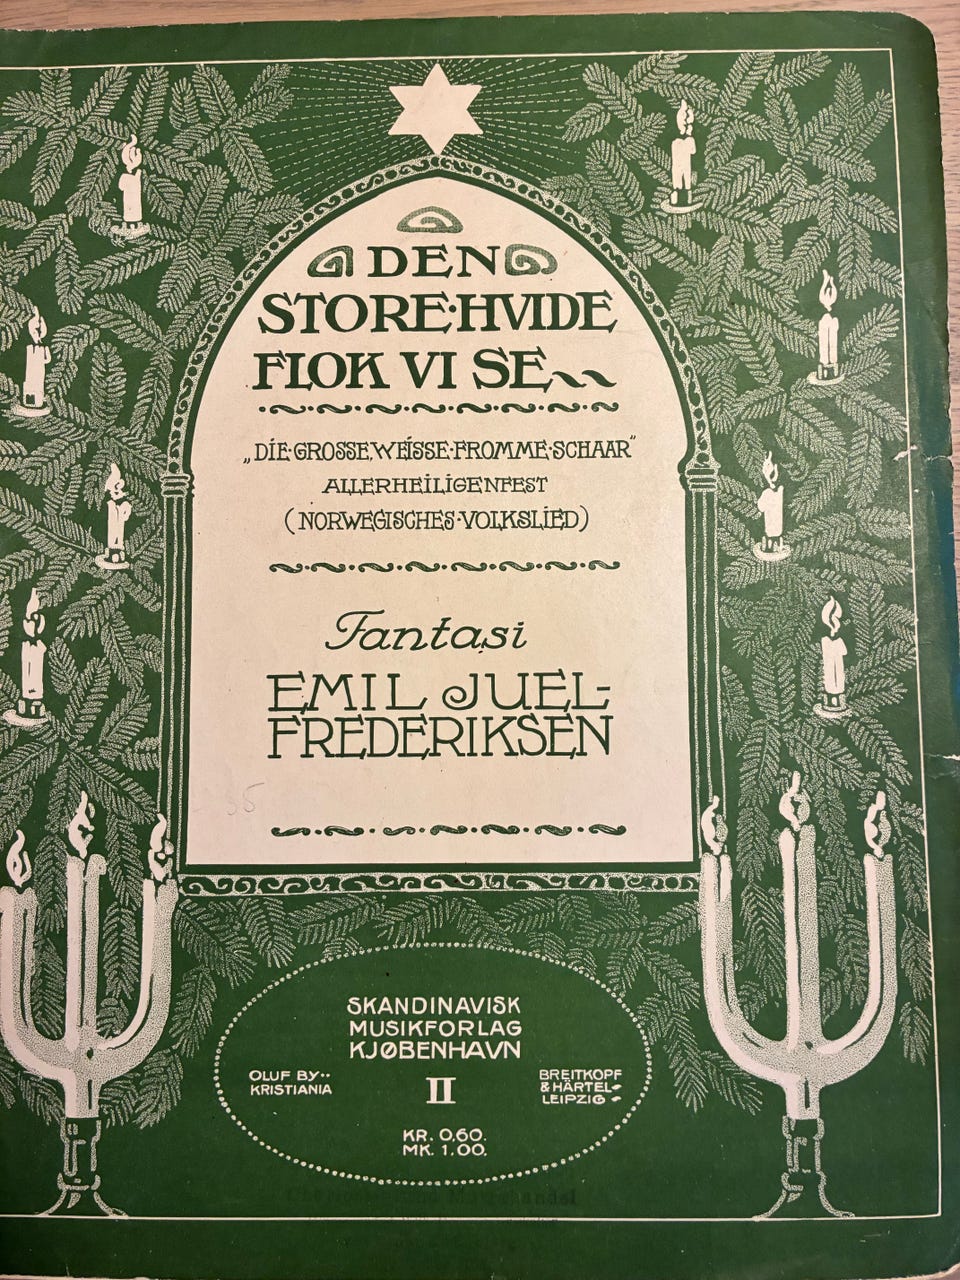 DEN
STORE·HVIDE
FLOK VI SE
„DIE·GROSSE, WEISSE·FROMME·SCHAAR"
ALLERHEILIGENFEST
(NORWEGISCHES·VOLKSLIED)
Fantasi
EMIL JUEL-
FREDERIKSEN
35
SKANDINAVISK
MUSIKFORLAG
KJØBENHAVN
OLUF BY··
KRISTIANIA
II
BREITKOPF
& HÄRTEL-
LEIPZIG-
KR. 0.60.
MK. 1.00.